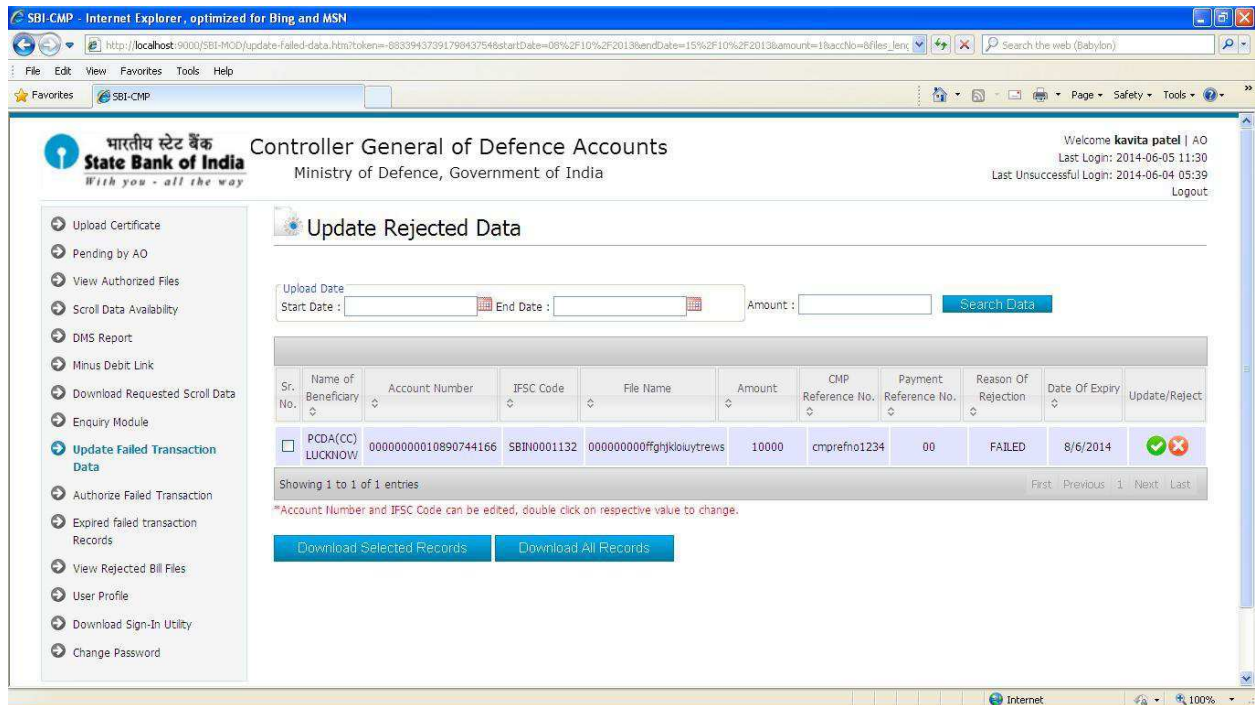 SBI-CMP - Internet Explorer, optimized for Bing and MSN
Search the web (Babylon)
File Edit View Favorites Tools Help
Favorites SBI-CMP Page Safety Tools
भारतीय स्टेट बैंक
State Bank of India
With you - all the way
Controller General of Defence Accounts
Ministry of Defence, Government of India
Welcome kavita patel | AO
Last Login: 2014-06-05 11:30
Last Unsuccessful Login: 2014-06-04 05:39
Logout
Upload Certificate
Pending by AO
View Authorized Files
Scroll Data Availability
DMS Report
Minus Debit Link
Download Requested Scroll Data
Enquiry Module
Update Failed Transaction
Data
Authorize Failed Transaction
Expired failed transaction
Records
View Rejected Bill Files
User Profile
Download Sign-In Utility
Change Password
Update Rejected Data
Upload Date
Start Date : End Date : Amount : Search Data
Sr. No. Name of Beneficiary Account Number IFSC Code File Name Amount CMP Reference No. Payment Reference No. Reason Of Rejection Date Of Expiry Update/Reject
PCDA(CC) LUCKNOW 00000000010890744166 SBIN0001132 000000000ffghjkloiuytrews 10000 cmprefno1234 00 FAILED 8/6/2014
Showing 1 to 1 of 1 entries First Previous 1 Next Last
*Account Number and IFSC Code can be edited, double click on respective value to change.
Download Selected Records Download All Records
Internet 100%